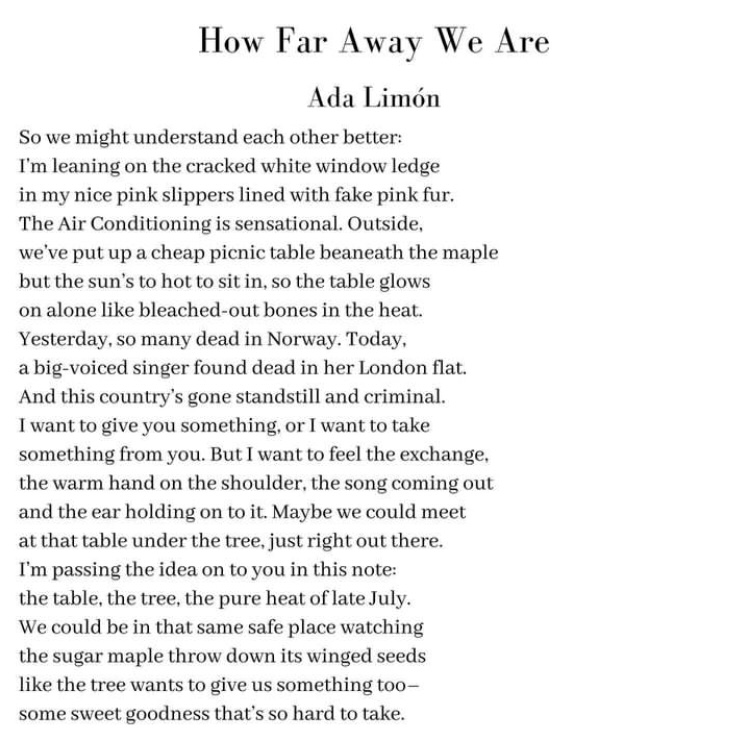 How Far Away We Are
Ada Limón
So we might understand each other better:
I'm leaning on the cracked white window ledge
in my nice pink slippers lined with fake pink fur.
The Air Conditioning is sensational. Outside,
we've put up a cheap picnic table beaneath the maple
but the sun's to hot to sit in, so the table glows
on alone like bleached-out bones in the heat.
Yesterday, so many dead in Norway. Today,
a big-voiced singer found dead in her London flat.
And this country's gone standstill and criminal.
I want to give you something, or I want to take
something from you. But I want to feel the exchange,
the warm hand on the shoulder, the song coming out
and the ear holding on to it. Maybe we could meet
at that table under the tree, just right out there.
I'm passing the idea on to you in this note:
the table, the tree, the pure heat of late July.
We could be in that same safe place watching
the sugar maple throw down its winged seeds
like the tree wants to give us something too—
some sweet goodness that's so hard to take.